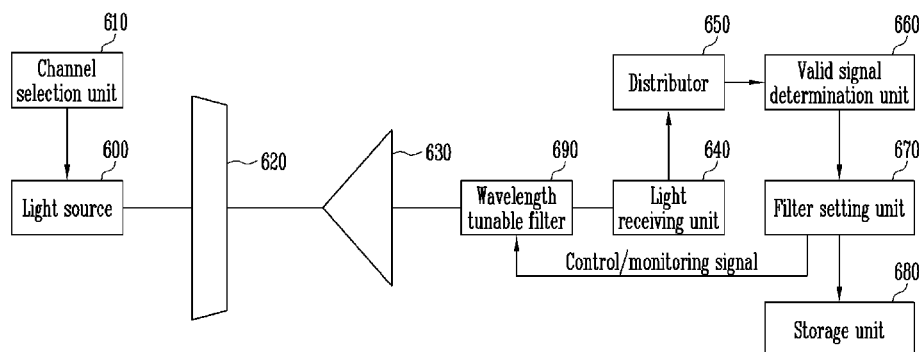 610
Channel
selection unit
600
Light source
620
630
690
Wavelength
tunable filter
640
Light
receiving unit
650
Distributor
660
Valid signal
determination unit
670
Filter setting unit
Control/monitoring signal
680
Storage unit